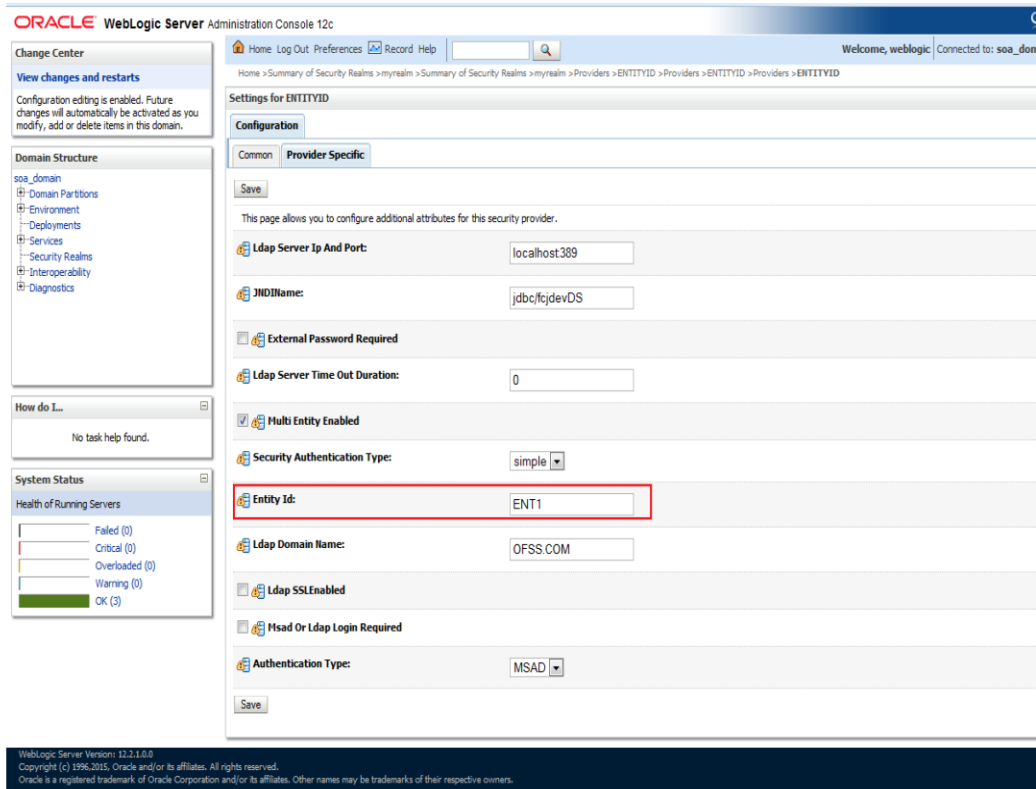 ORACLE WebLogic Server Administration Console 12c
Change Center
View changes and restarts
Configuration editing is enabled. Future
changes will automatically be activated as you
modify, add or delete items in this domain.
Domain Structure
soa_domain
Domain Partitions
Environment
Deployments
Services
Security Realms
Interoperability
Diagnostics
How do I...
No task help found.
System Status
Health of Running Servers
Failed (0)
Critical (0)
Overloaded (0)
Warning (0)
OK (3)
Home Log Out Preferences Record Help
Welcome, weblogic Connected to: soa_dom
Home >Summary of Security Realms >myrealm >Summary of Security Realms >myrealm >Providers >ENTITYID >Providers >ENTITYID >Providers >ENTITYID
Settings for ENTITYID
Configuration
Common Provider Specific
Save
This page allows you to configure additional attributes for this security provider.
Ldap Server Ip And Port: localhost:389
JNDIName: jdbc/fcjdevDS
External Password Required
Ldap Server Time Out Duration: 0
Multi Entity Enabled
Security Authentication Type: simple
Entity Id: ENT1
Ldap Domain Name: OFSS.COM
Ldap SSLEnabled
Msad Or Ldap Login Required
Authentication Type: MSAD
Save
WebLogic Server Version: 12.2.1.0.0
Copyright (c) 1996,2015, Oracle and/or its affiliates. All rights reserved.
Oracle is a registered trademark of Oracle Corporation and/or its affiliates. Other names may be trademarks of their respective owners.